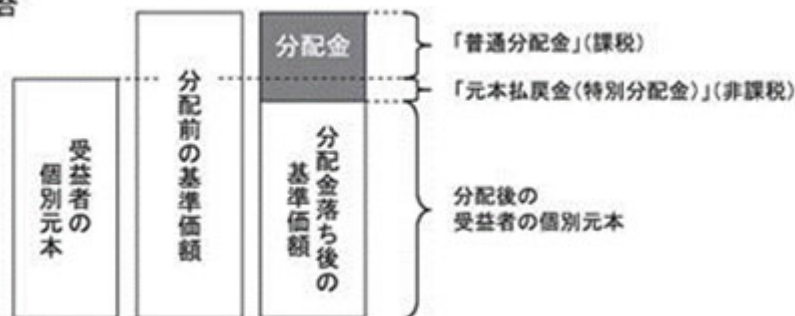 合
分配金
「普通分配金」(課税)
「元本払戻金(特別分配金)」(非課税)
受益者の
個別元本
分配前の基準価額
分配金落ち後の
基準価額
分配後の
受益者の個別元本